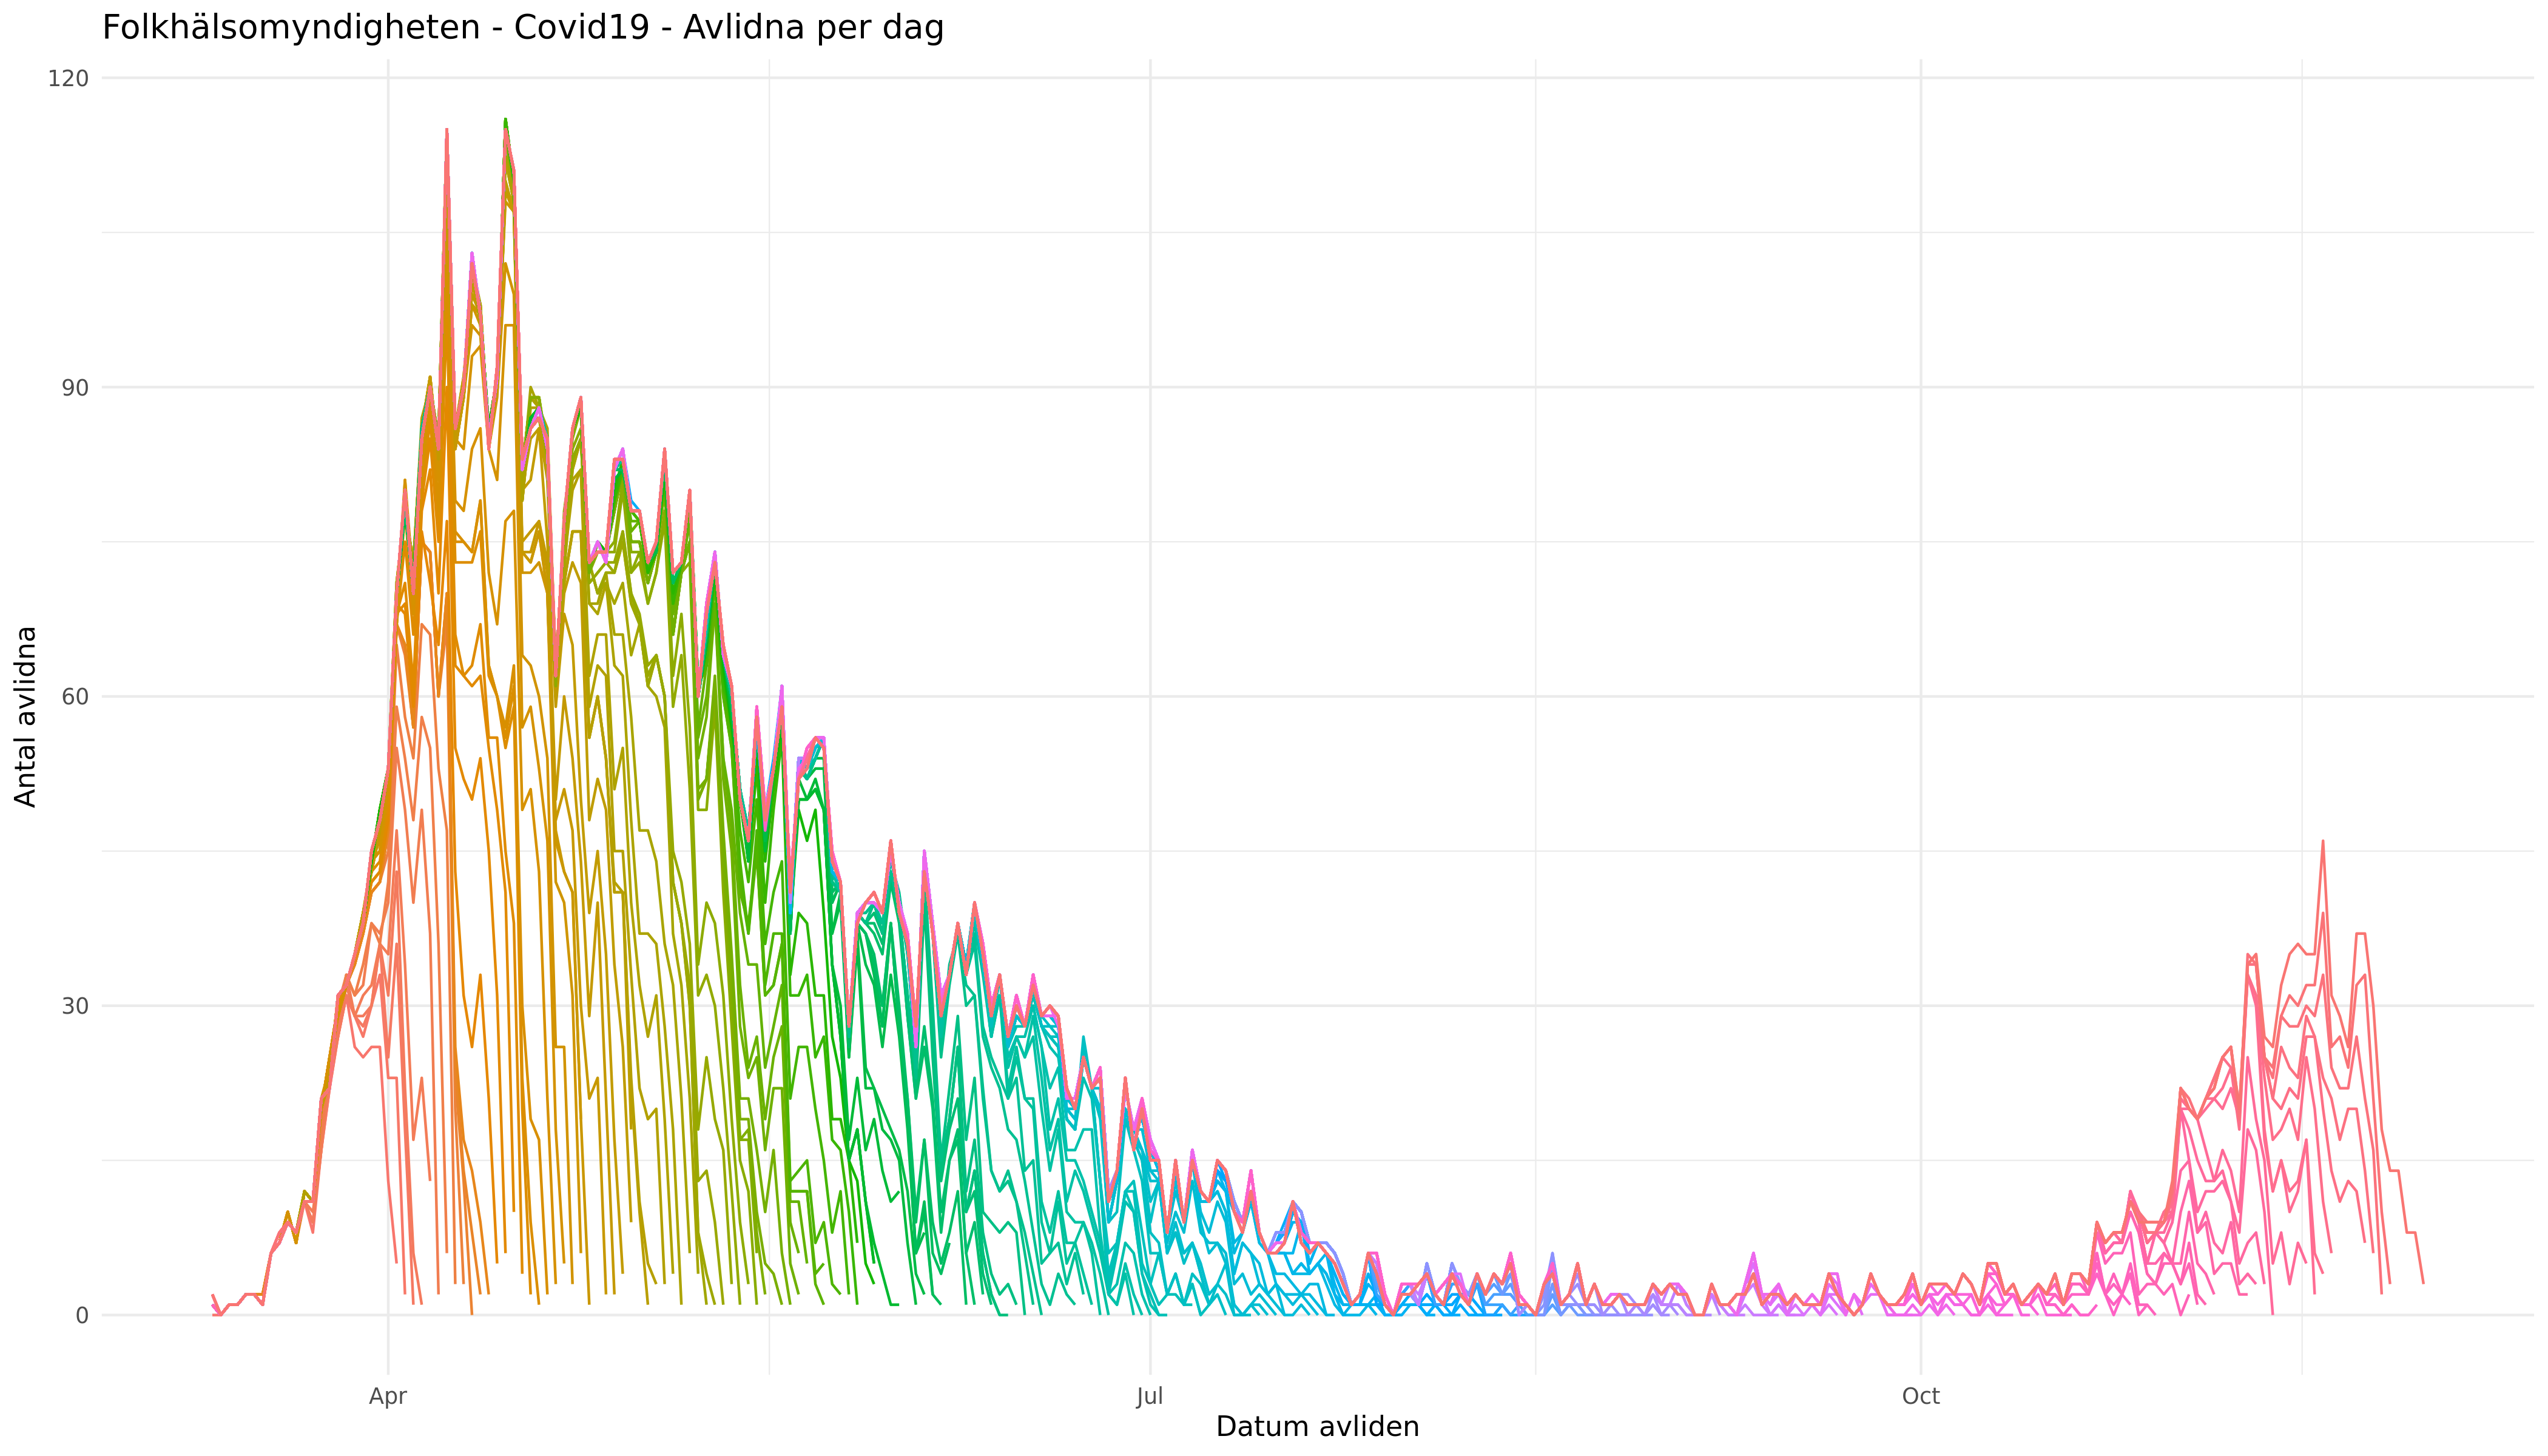 Folkhälsomyndigheten - Covid19 - Avlidna per dag
120
90
60
30
0
Antal avlidna
Apr
Jul
Oct
Datum avliden